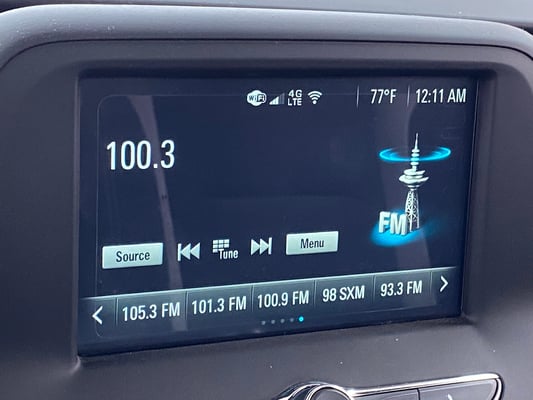 WiFi 4G LTE 77°F 12:11 AM
100.3
FM
Source Tune Menu
105.3 FM 101.3 FM 100.9 FM 98 SXM 93.3 FM